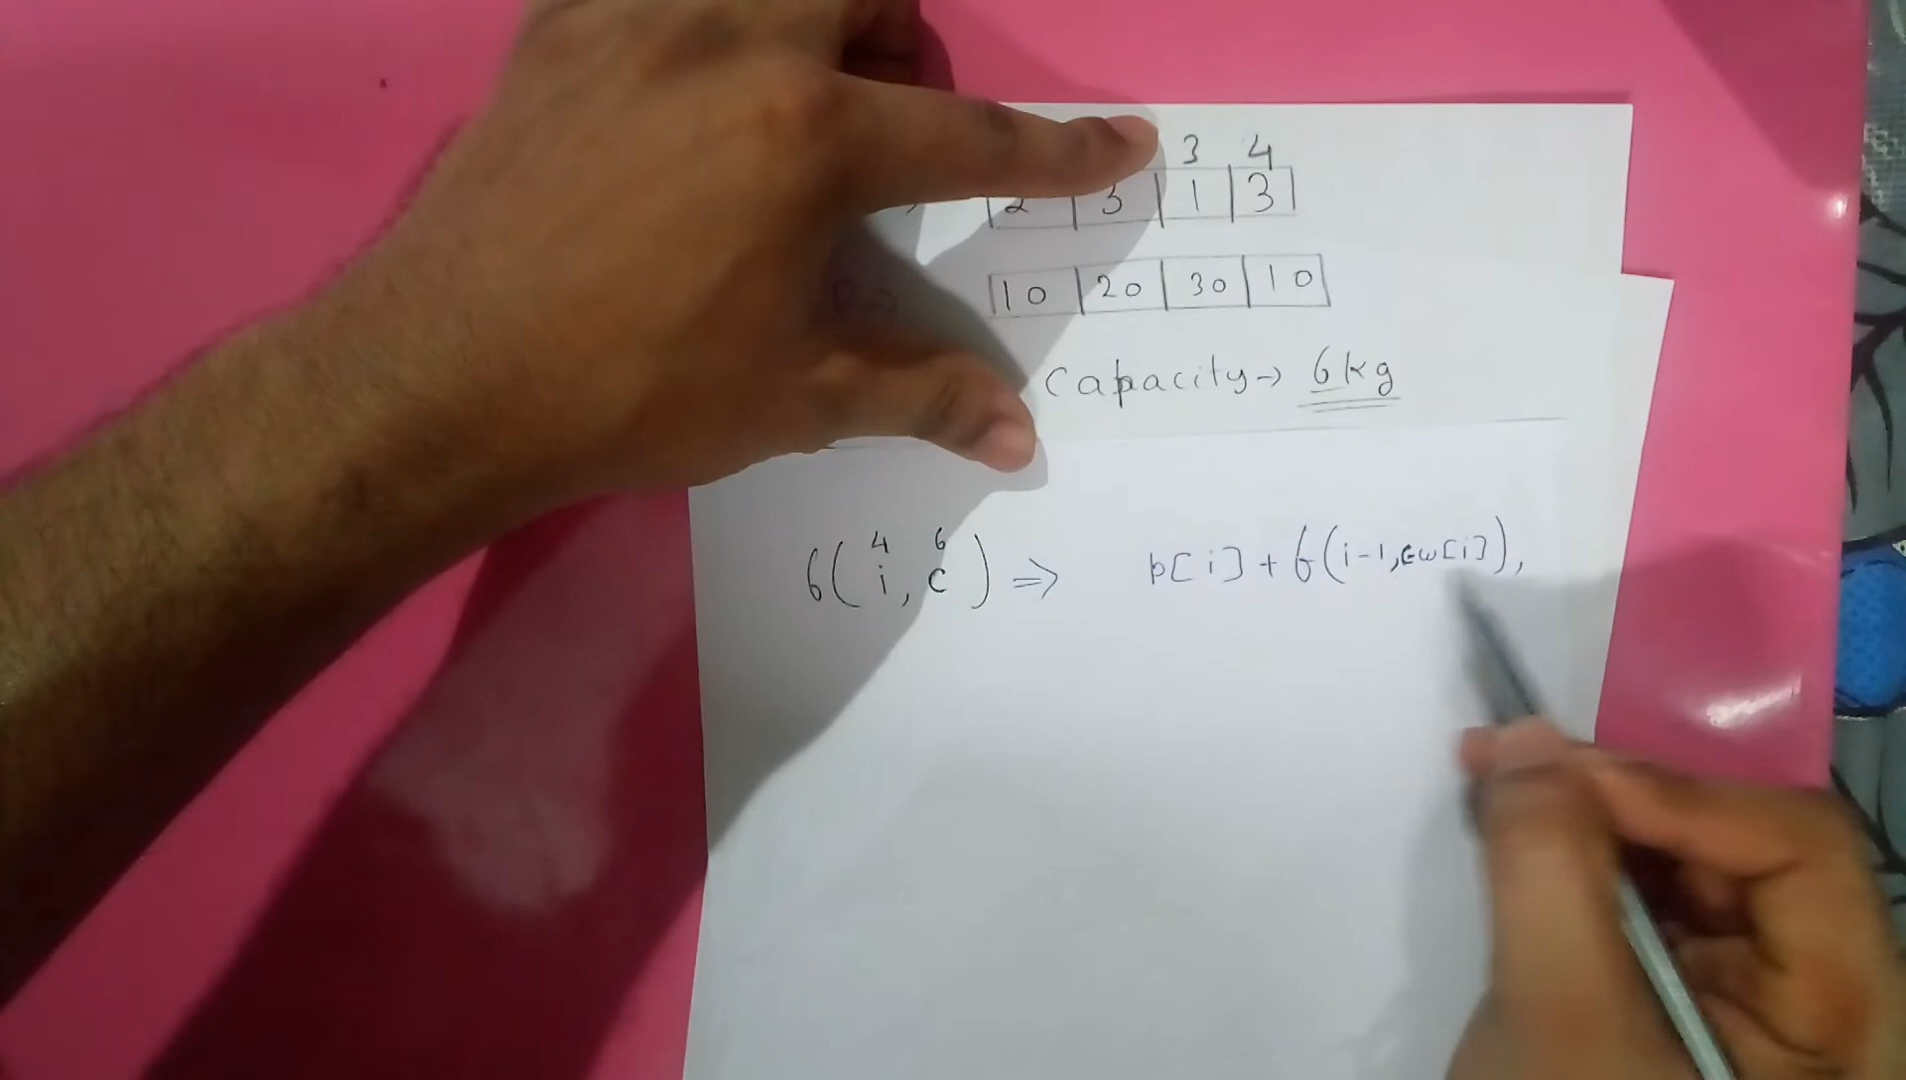 3 4
2 3 1 3
p →
10 20 30 10
Capacity → 6kg
4 6
f(i, c) ⇒ p[i] + f(i-1, c-w[i]),